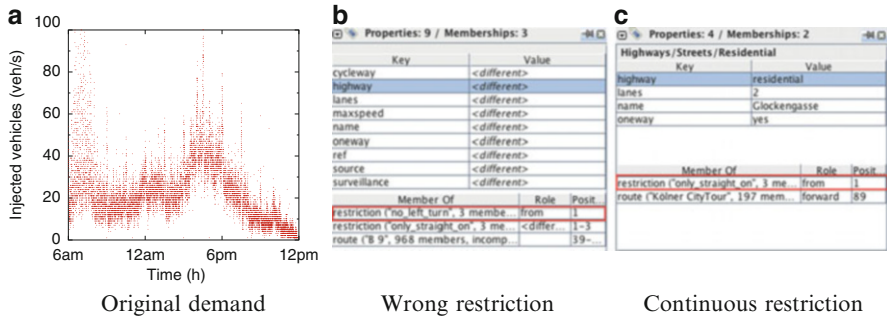 a
100
80
60
40
20
0
Injected vehicles (veh/s)
6am 12am 6pm 12pm
Time (h)
Original demand
b
Properties: 9 / Memberships: 3
Key Value
cycleway <different>
highway <different>
lanes <different>
maxspeed <different>
name <different>
oneway <different>
ref <different>
source <different>
surveillance <different>
Member Of Role Posit...
restriction ("no_left_turn", 3 membe... from 1
restriction ("only_straight_on", 3 me... <differ... 1-3
route ("B 9", 968 members, incomp... 39-...
Wrong restriction
c
Properties: 4 / Memberships: 2
Highways/Streets/Residential
Key Value
highway residential
lanes 2
name Glockengasse
oneway yes
Member Of Role Posit...
restriction ("only_straight_on", 3 me... from 1
route ("Kölner CityTour", 197 mem... forward 89
Continuous restriction